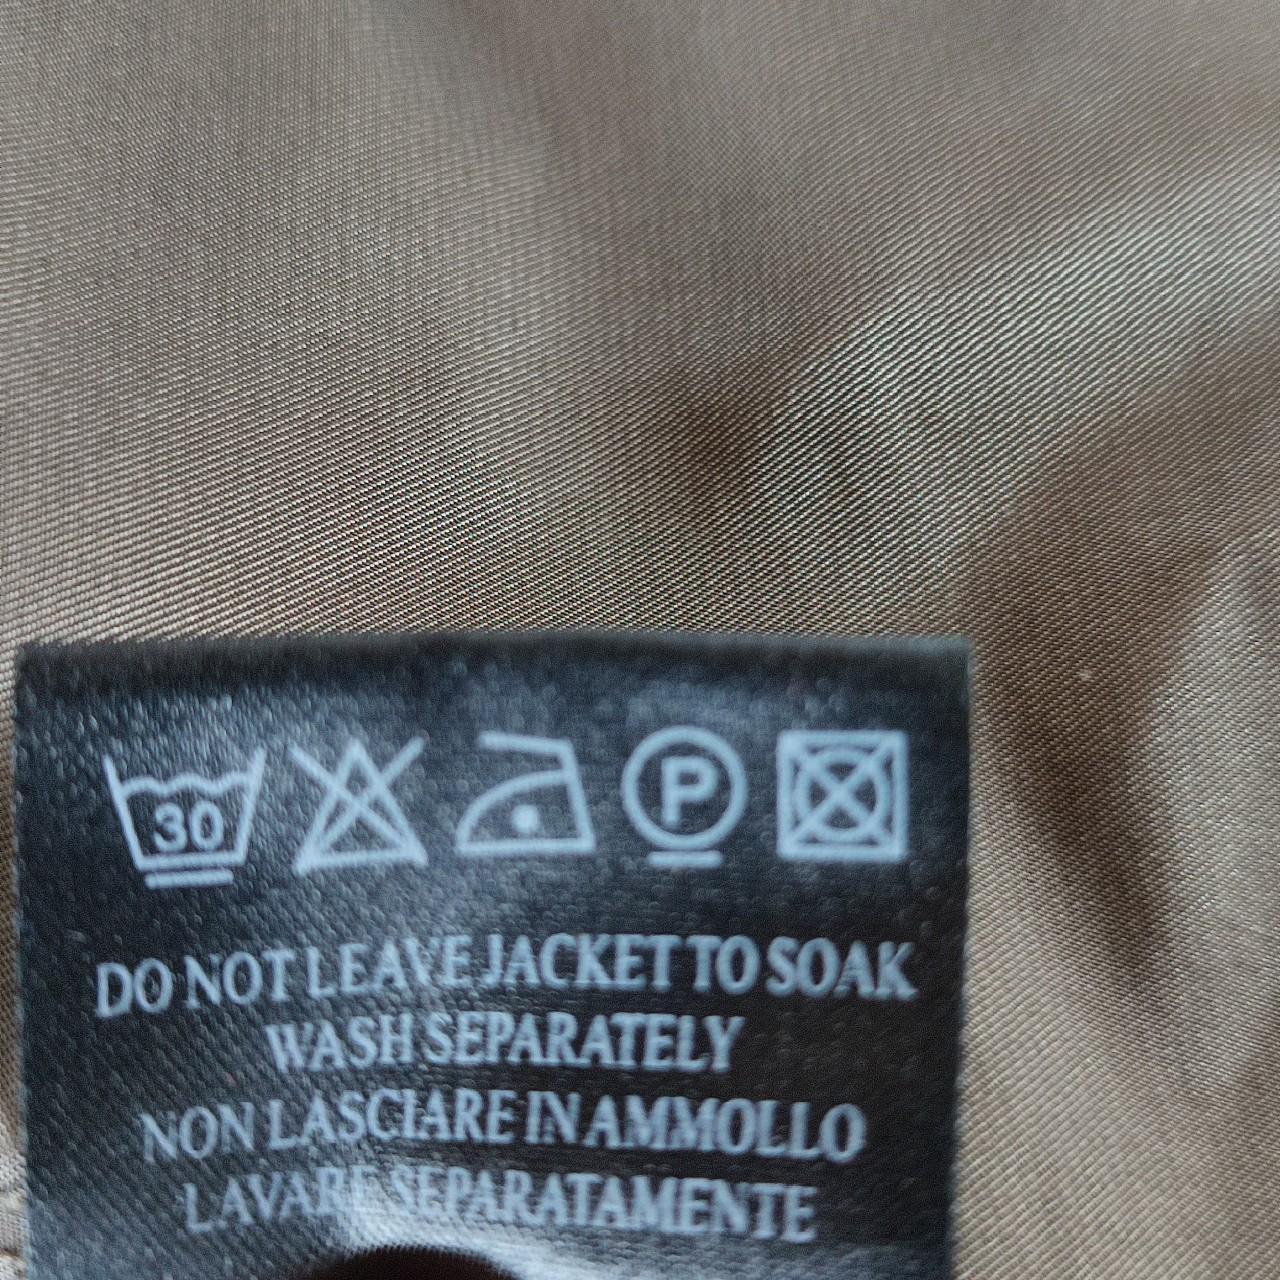 30 P
DO NOT LEAVE JACKET TO SOAK
WASH SEPARATELY
NON LASCIARE IN AMMOLLO
LAVARE SEPARATAMENTE